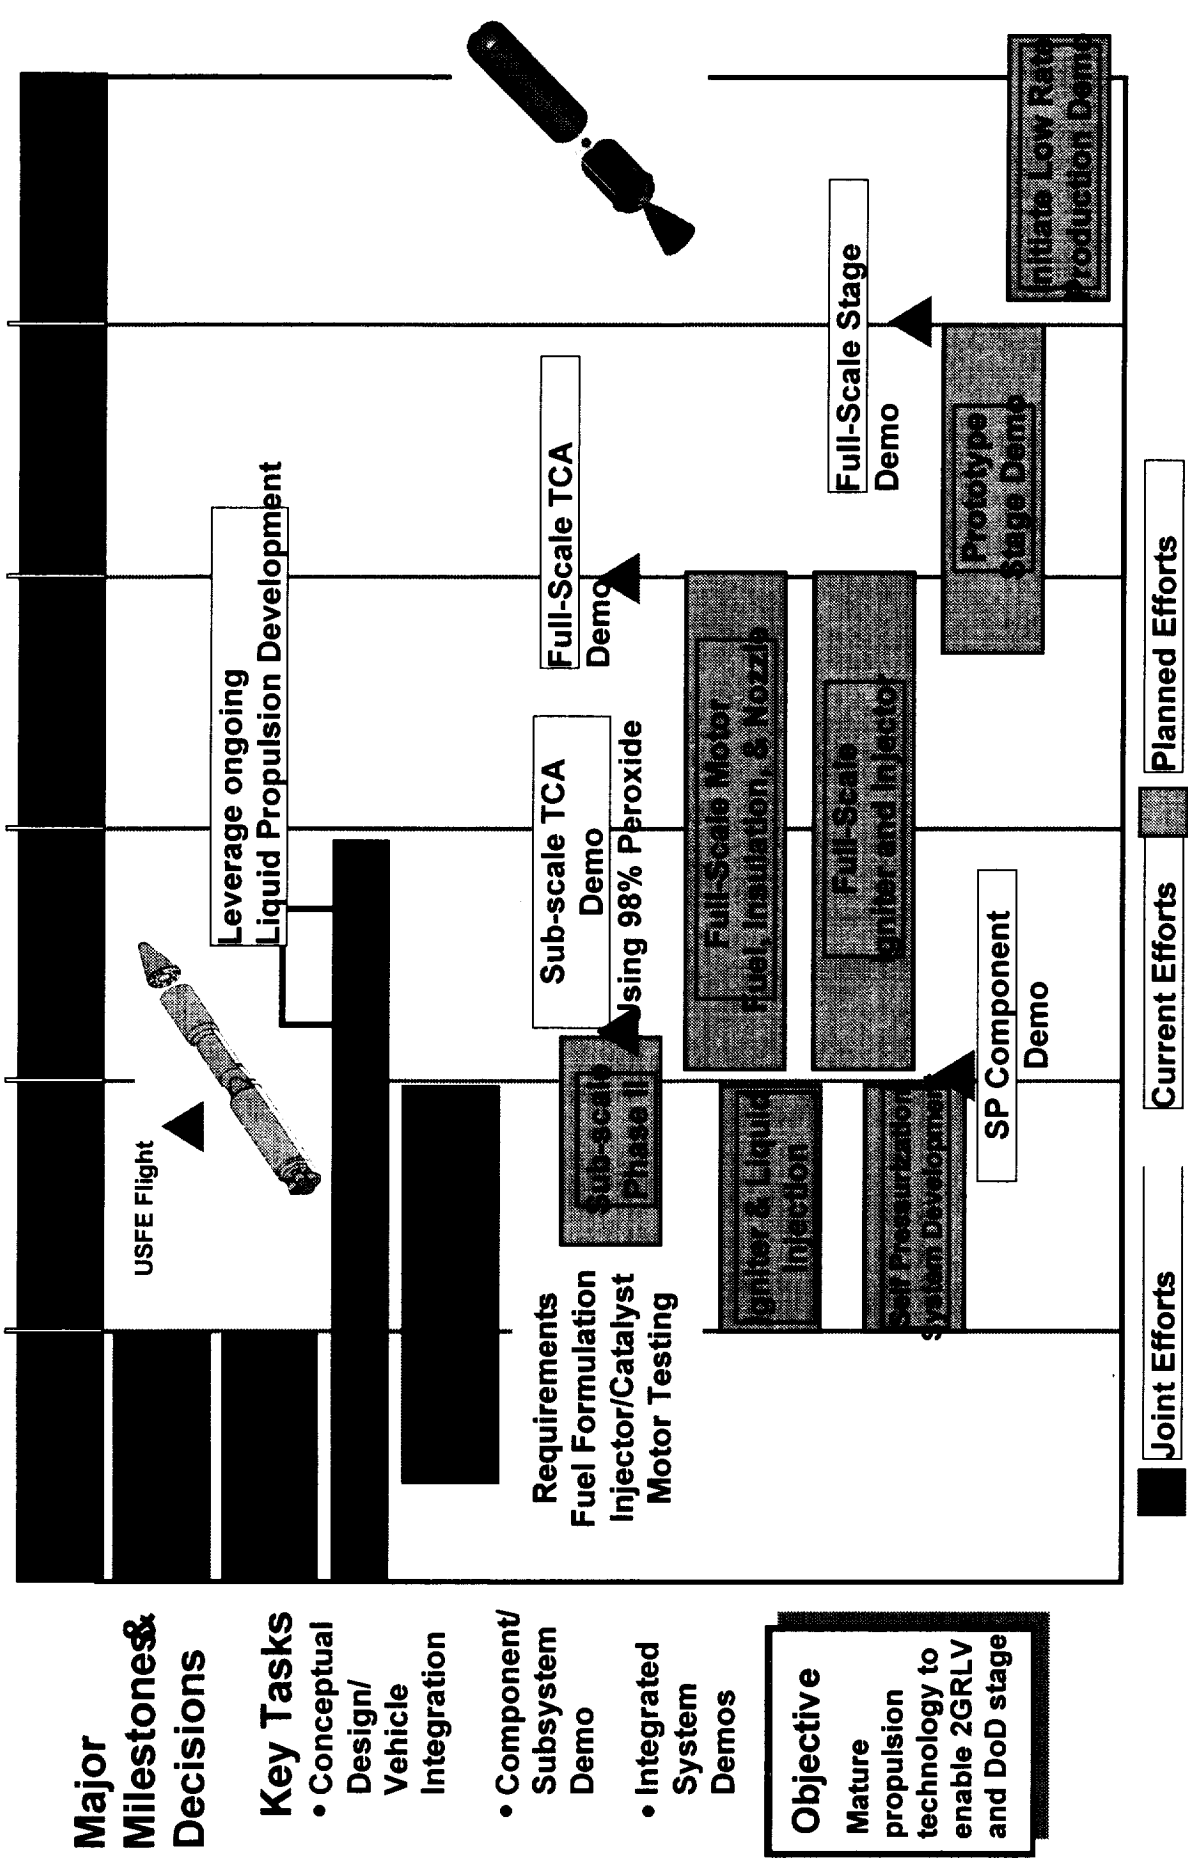 Major
Milestones&
Decisions
Key Tasks
• Conceptual
Design/
Vehicle
Integration
• Component/
Subsystem
Demo
• Integrated
System
Demos
Objective
Mature
propulsion
technology to
enable 2GRLV
and DoD stage
USFE Flight
Leverage ongoing
Liquid Propulsion Development
Requirements
Fuel Formulation
Injector/Catalyst
Motor Testing
Sub-scale
Phase II
Sub-scale TCA
Demo
Using 98% Peroxide
Full-Scale TCA
Demo
Igniter & Liquid
Injection
Full-Scale Motor
Fuel, Insulation, & Nozzle
Full-Scale
Igniter and Injector
Self Pressurization
System Development
SP Component
Demo
Full-Scale Stage
Demo
Prototype
Stage Demo
Initiate Low Rate
Production Demo
Joint Efforts
Current Efforts
Planned Efforts